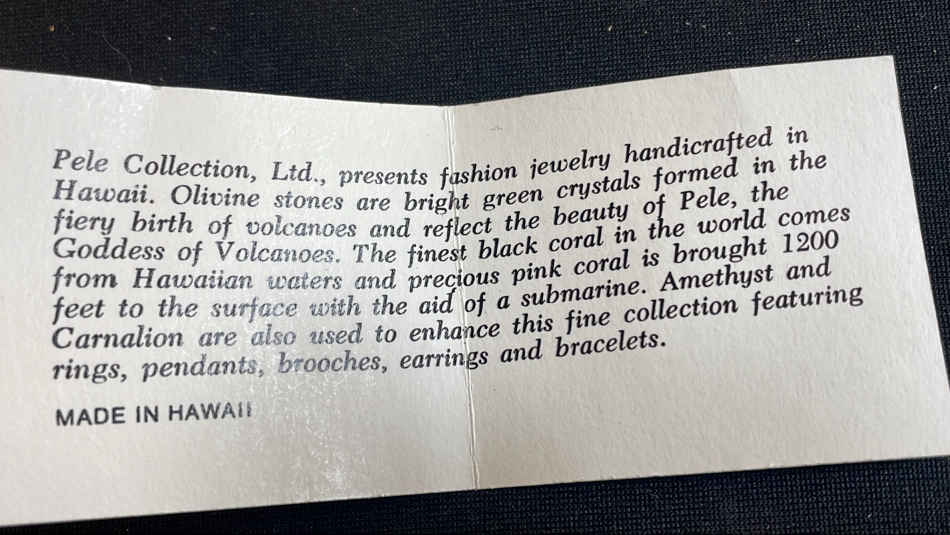 Pele Collection, Ltd., presents fashion jewelry handicrafted in
Hawaii. Olivine stones are bright green crystals formed in the
fiery birth of volcanoes and reflect the beauty of Pele, the
Goddess of Volcanoes. The finest black coral in the world comes
from Hawaiian waters and precious pink coral is brought 1200
feet to the surface with the aid of a submarine. Amethyst and
Carnalion are also used to enhance this fine collection featuring
rings, pendants, brooches, earrings and bracelets.
MADE IN HAWAII